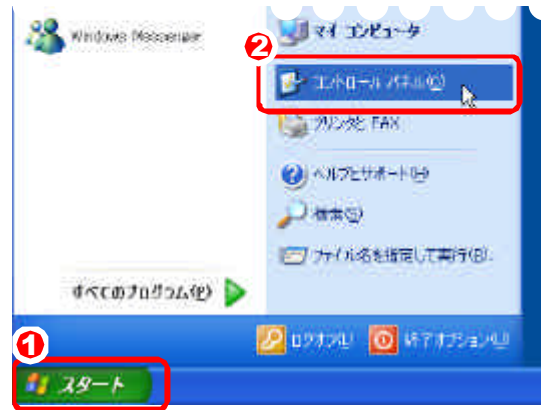 Windows Messenger
マイ コンピュータ
2
コントロール パネル(C)
プリンタと FAX
ヘルプとサポート(H)
検索(S)
ファイル名を指定して実行(R)...
すべてのプログラム(P)
ログオフ(L)
終了オプション(U)
1
スタート